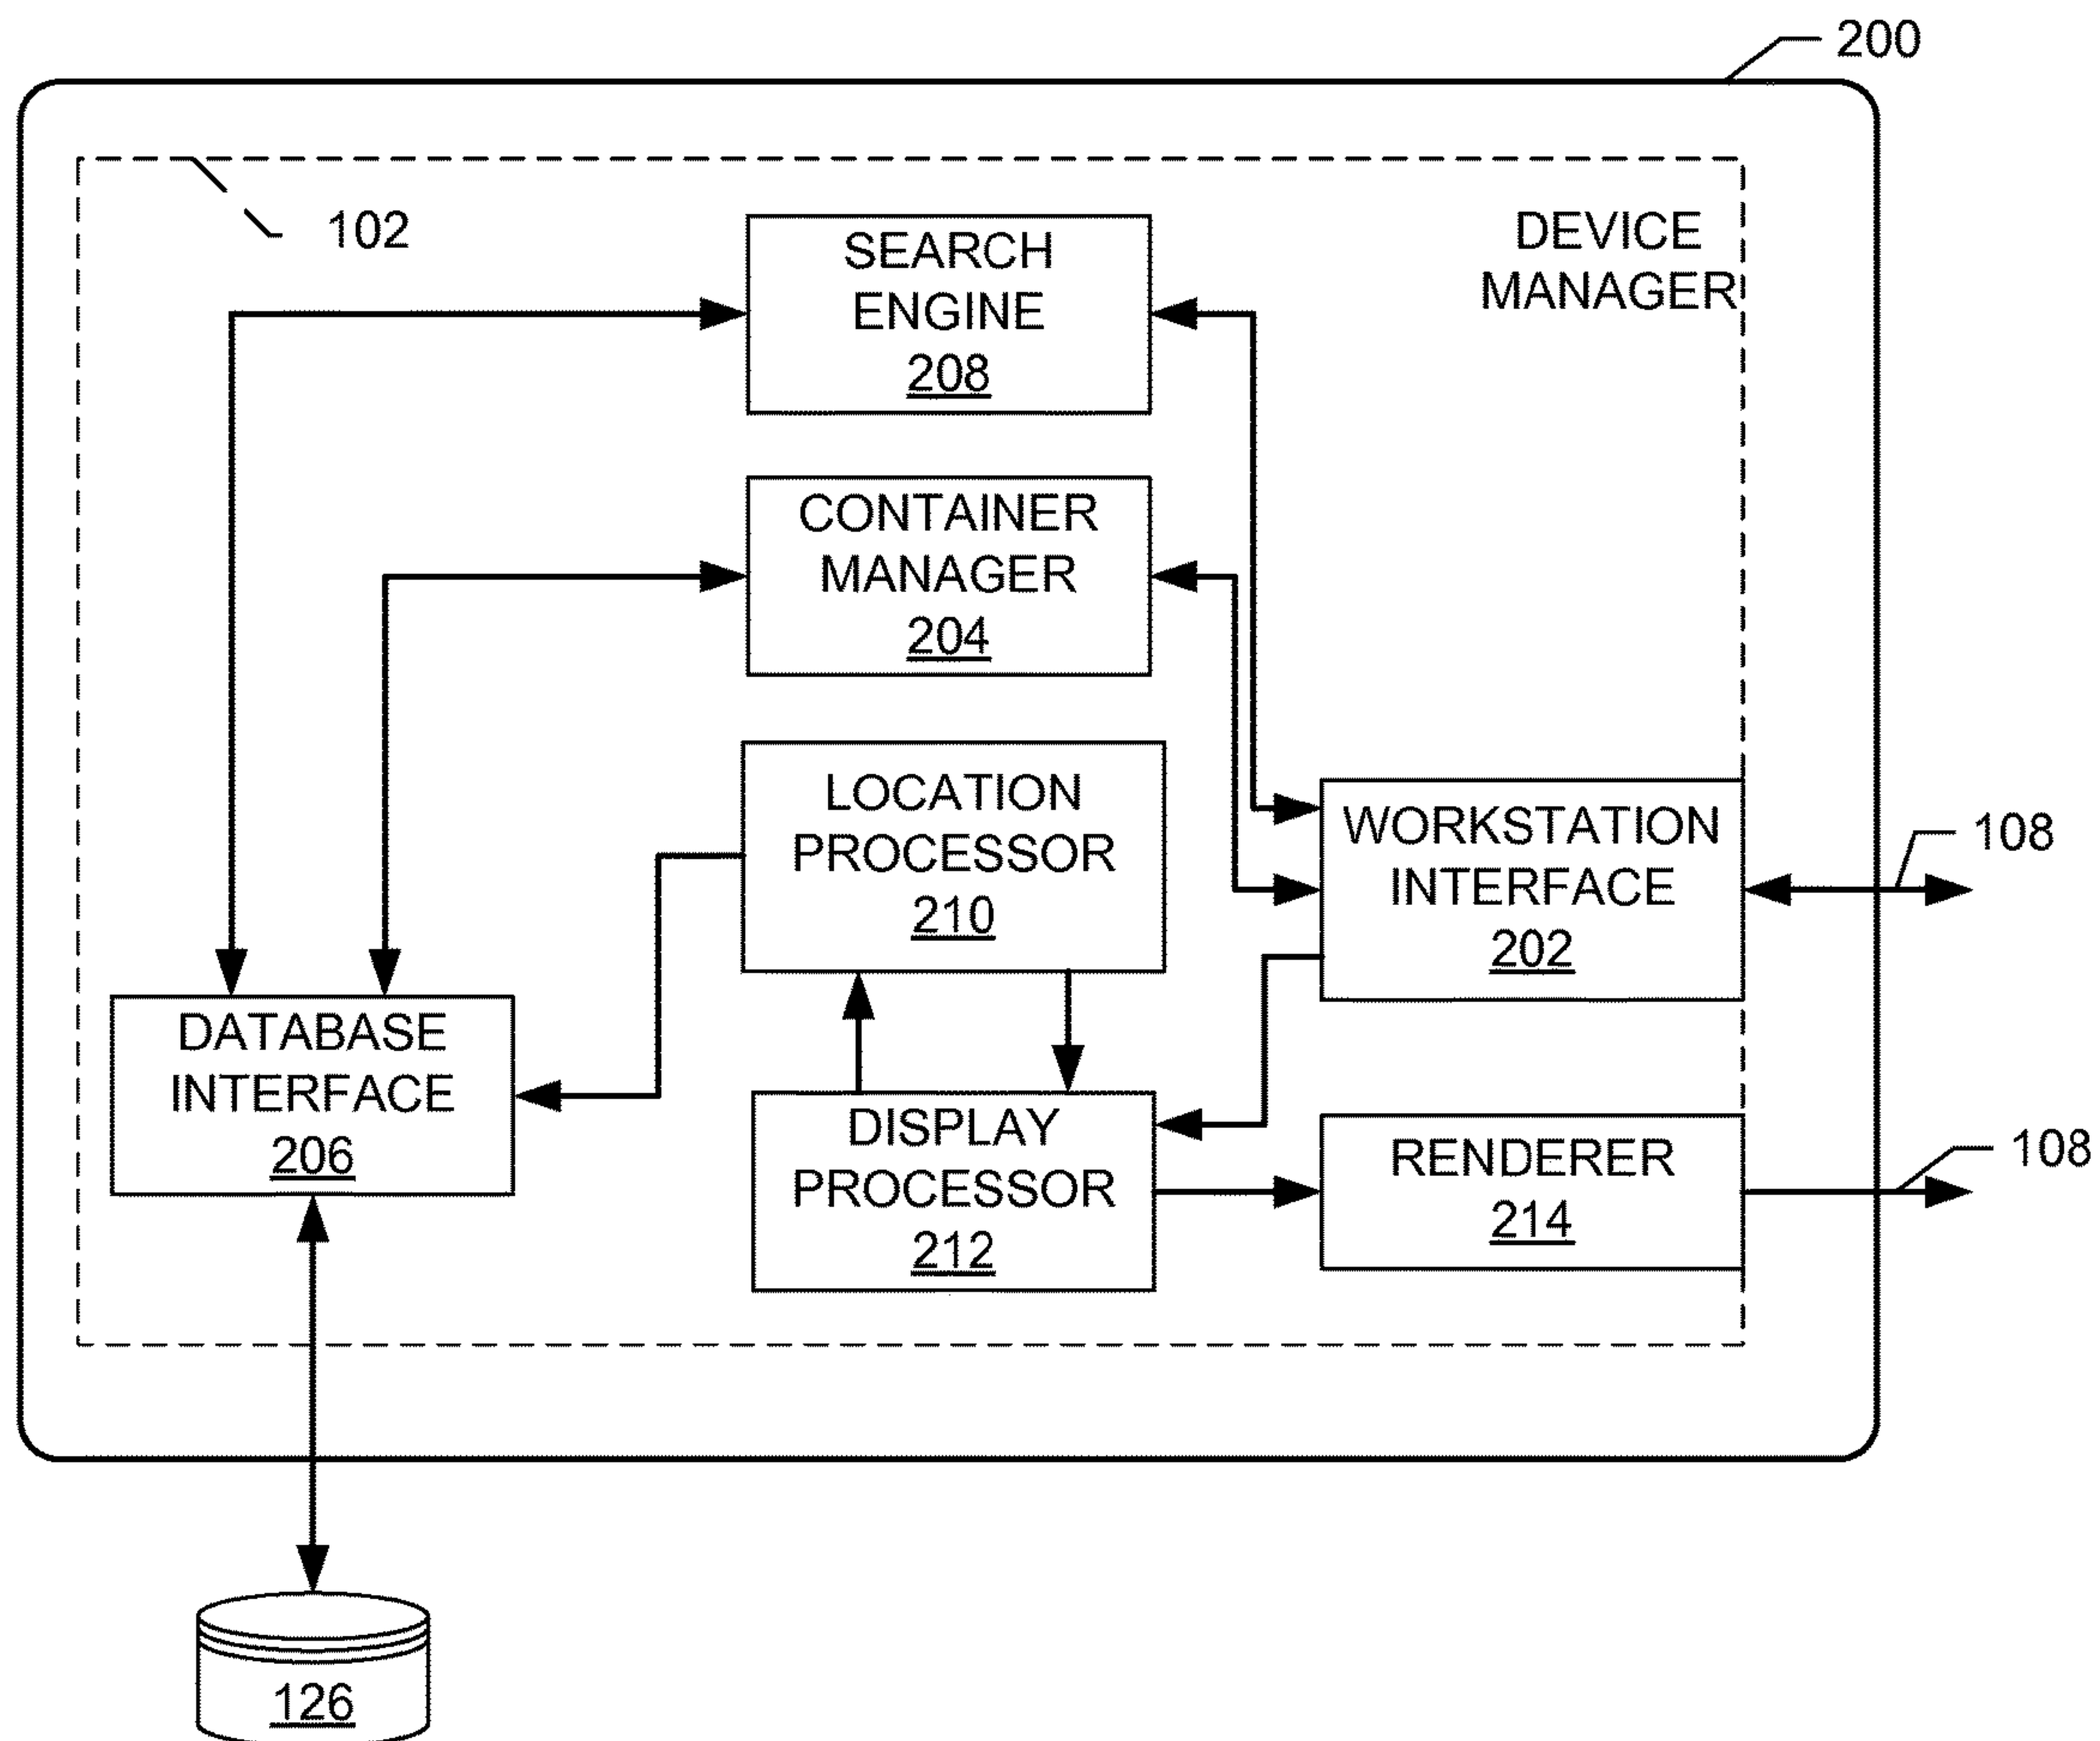 200
102
DEVICE
MANAGER
SEARCH
ENGINE
208
CONTAINER
MANAGER
204
LOCATION
PROCESSOR
210
WORKSTATION
INTERFACE
202
108
DATABASE
INTERFACE
206
DISPLAY
PROCESSOR
212
RENDERER
214
108
126